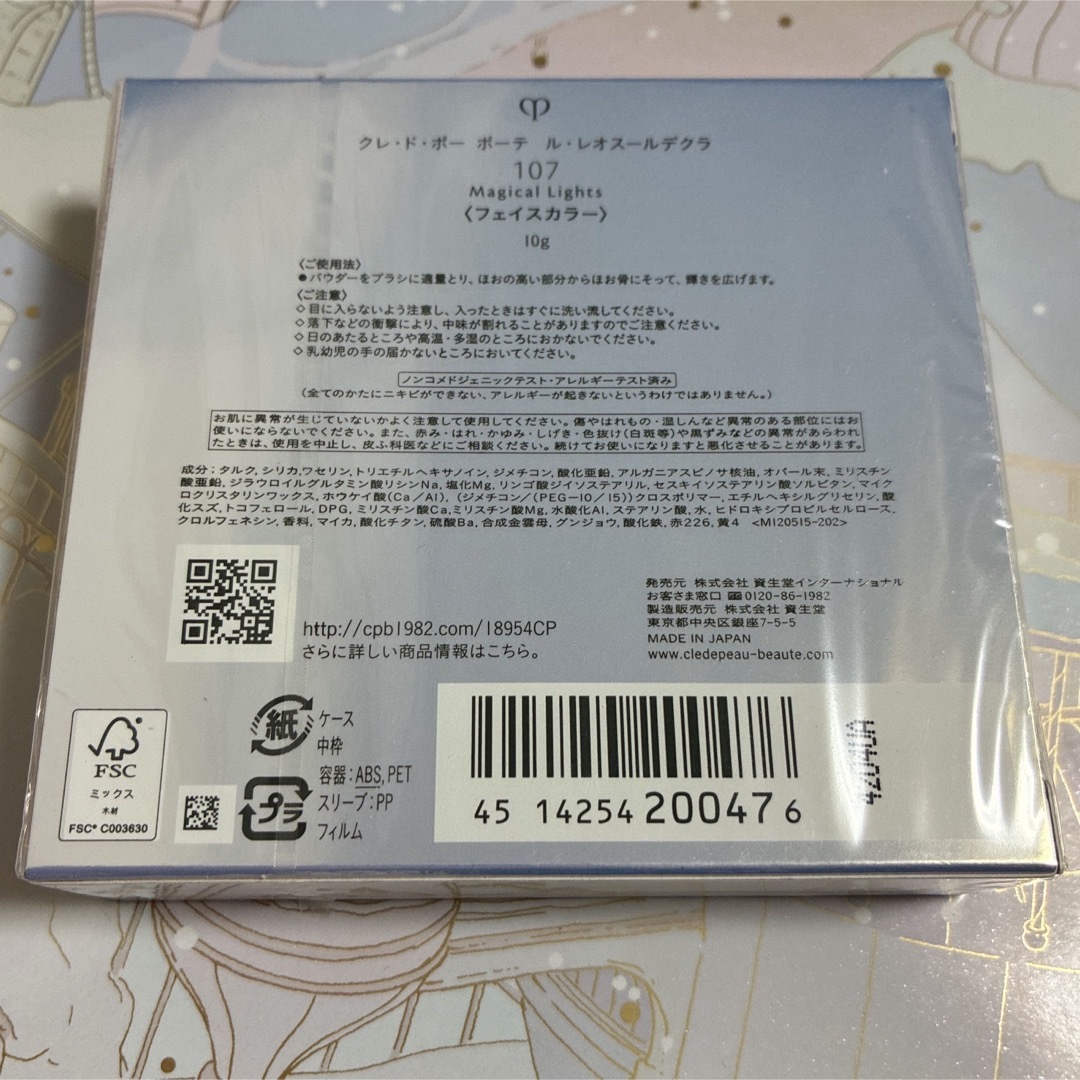 クレ・ド・ポー ボーテ ル・レオスールデクラ
107
Magical Lights
〈フェイスカラー〉
10g
〈ご使用法〉
●パウダーをブラシに適量とり、ほおの高い部分からほお骨にそって、輝きを広げます。
〈ご注意〉
◇目に入らないよう注意し、入ったときはすぐに洗い流してください。
◇落下などの衝撃により、中味が割れることがありますのでご注意ください。
◇日のあたるところや高温・多湿のところにおかないでください。
◇乳幼児の手の届かないところにおいてください。
ノンコメドジェニックテスト・アレルギーテスト済み
(全てのかたにニキビができない、アレルギーが起きないというわけではありません。)
お肌に異常が生じていないかよく注意して使用してください。傷やはれもの・湿しんなど異常のある部位にはお
使いにならないでください。また、赤み・はれ・かゆみ・しげき・色抜け(白斑等)や黒ずみなどの異常があらわれ
たときは、使用を中止し、皮ふ科医などにご相談ください。続けてお使いになりますと悪化することがあります。
成分:タルク,シリカ,ワセリン,トリエチルヘキサノイン,ジメチコン,酸化亜鉛,アルガニアスピノサ核油,オパール末,ミリスチン
酸亜鉛,ジラウロイルグルタミン酸リシンNa,塩化Mg,リンゴ酸ジイソステアリル,セスキイソステアリン酸ソルビタン,マイク
ロクリスタリンワックス,ホウケイ酸(Ca/Al),(ジメチコン/(PEG-10/15))クロスポリマー,エチルヘキシルグリセリン,酸
化スズ,トコフェロール,DPG,ミリスチン酸Ca,ミリスチン酸Mg,水酸化Al,ステアリン酸,水,ヒドロキシプロピルセルロース,
クロルフェネシン,香料,マイカ,酸化チタン,硫酸Ba,合成金雲母,グンジョウ,酸化鉄,赤226,黄4 <M120515-202>
http://cpb1982.com/18954CP
さらに詳しい商品情報はこちら。
発売元 株式会社 資生堂インターナショナル
お客さま窓口 0120-86-1982
製造販売元 株式会社 資生堂
東京都中央区銀座7-5-5
MADE IN JAPAN
www.cledepeau-beaute.com
FSC
ミックス
木材
FSC® C003630
紙
ケース
中枠
プラ
容器:ABS,PET
スリーブ:PP
フィルム
45 14254 200476